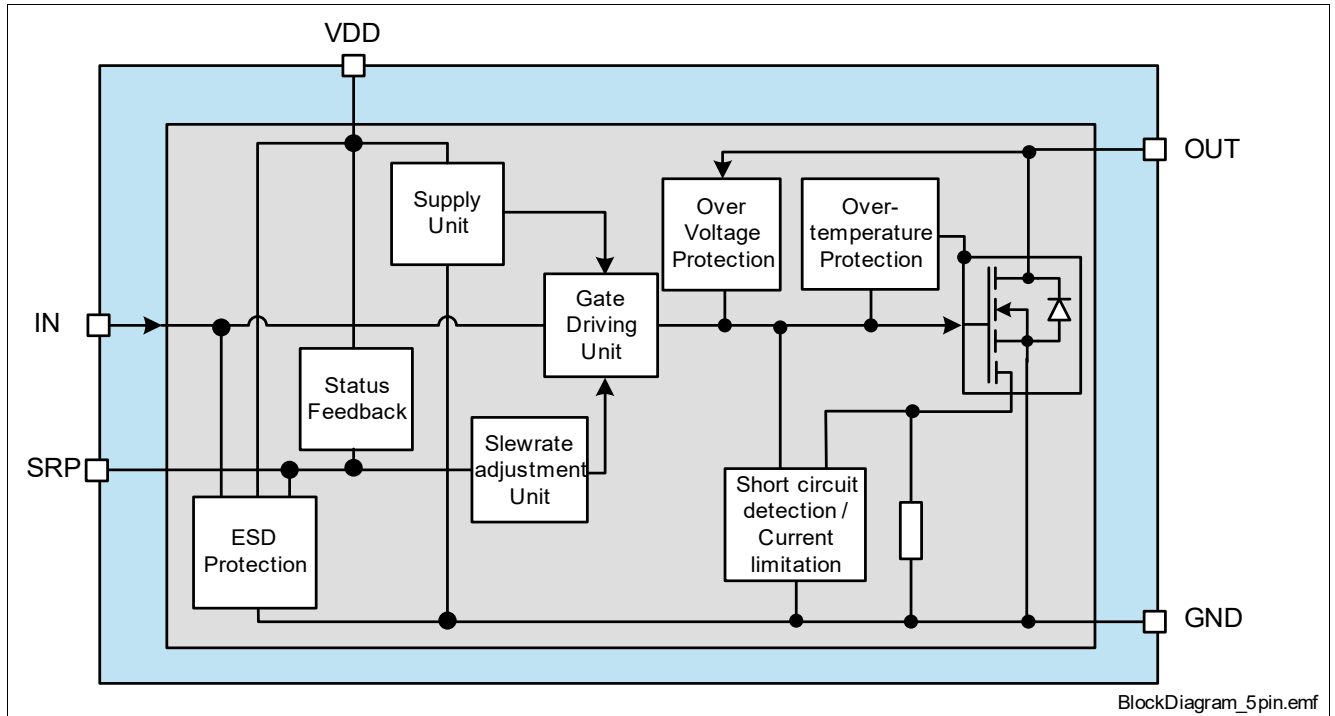 VDD
OUT
Supply
Unit
Over
Voltage
Protection
Over-
temperature
Protection
IN
Gate
Driving
Unit
Status
Feedback
SRP
Slewrate
adjustment
Unit
Short circuit
detection /
Current
limitation
ESD
Protection
GND
BlockDiagram_5pin.emf